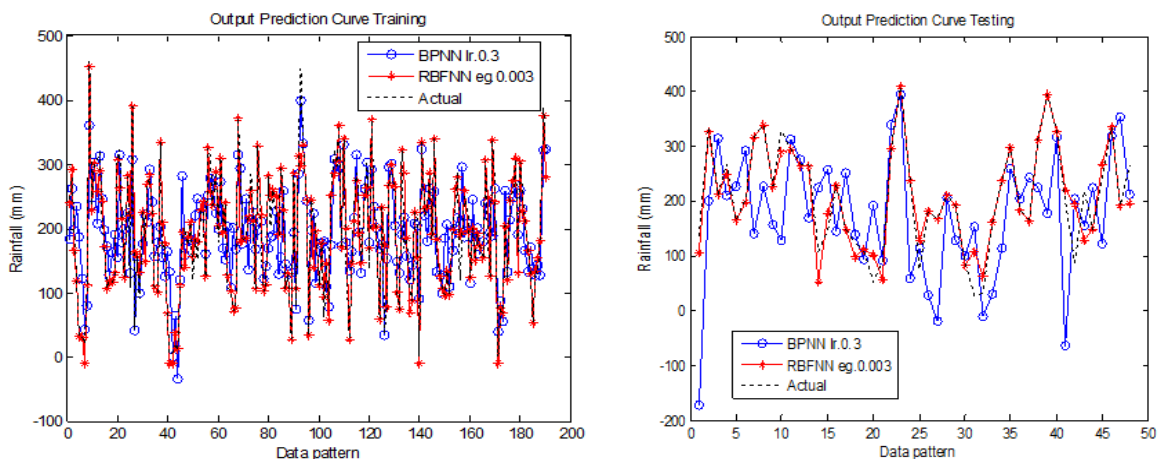 Output Prediction Curve Training
500
400
300
200
100
0
-100
Rainfall (mm)
BPNN lr.0.3
RBFNN eg.0.003
Actual
0 20 40 60 80 100 120 140 160 180 200
Data pattern
Output Prediction Curve Testing
500
400
300
200
100
0
-100
-200
Rainfall (mm)
BPNN lr.0.3
RBFNN eg.0.003
Actual
0 5 10 15 20 25 30 35 40 45 50
Data pattern